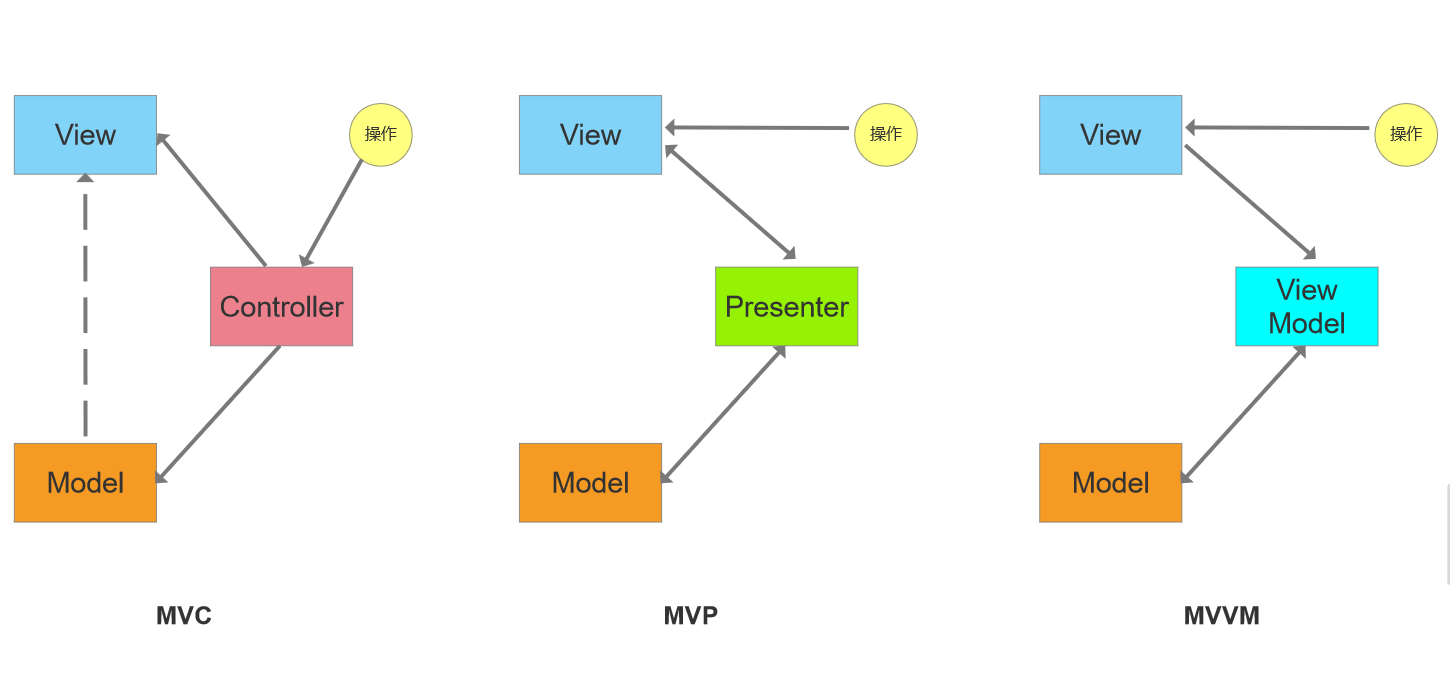 View
操作
Controller
Model
MVC
View
操作
Presenter
Model
MVP
View
操作
View
Model
Model
MVVM